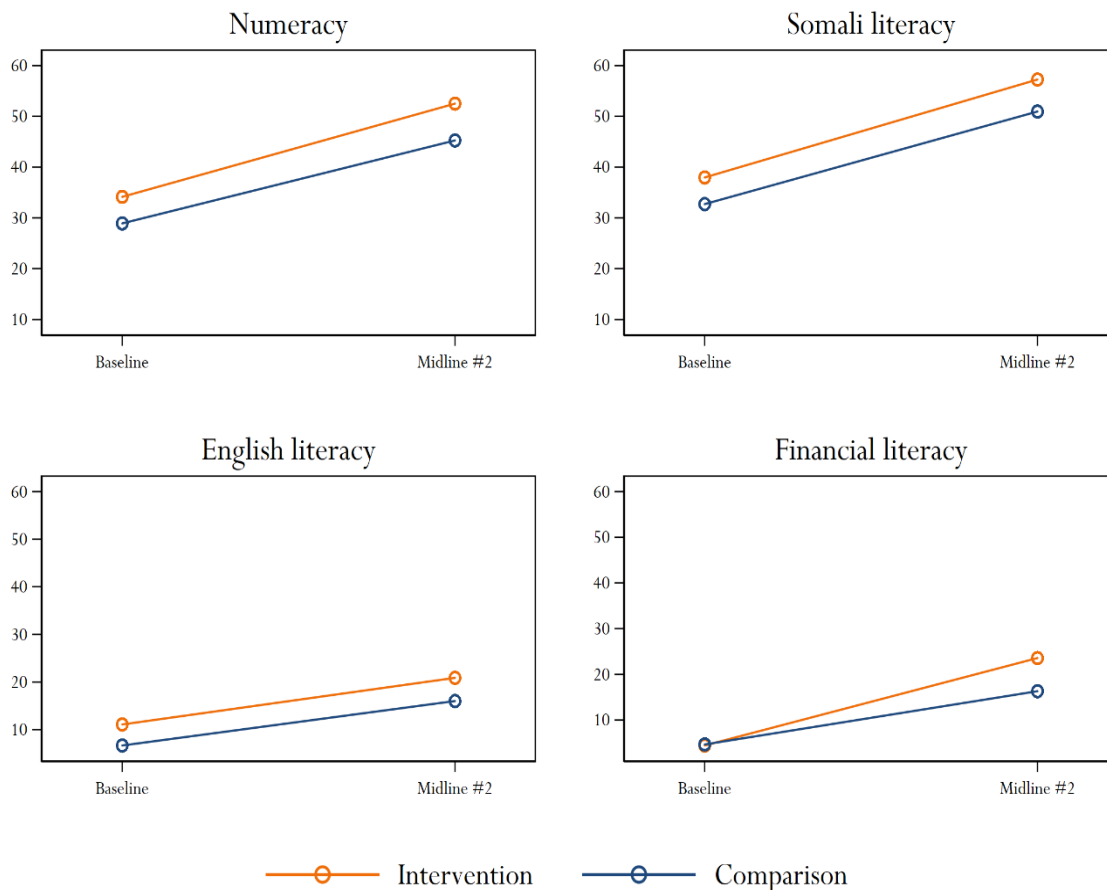 Numeracy
60
50
40
30
20
10
Baseline Midline #2
Somali literacy
60
50
40
30
20
10
Baseline Midline #2
English literacy
60
50
40
30
20
10
Baseline Midline #2
Financial literacy
60
50
40
30
20
10
Baseline Midline #2
Intervention Comparison